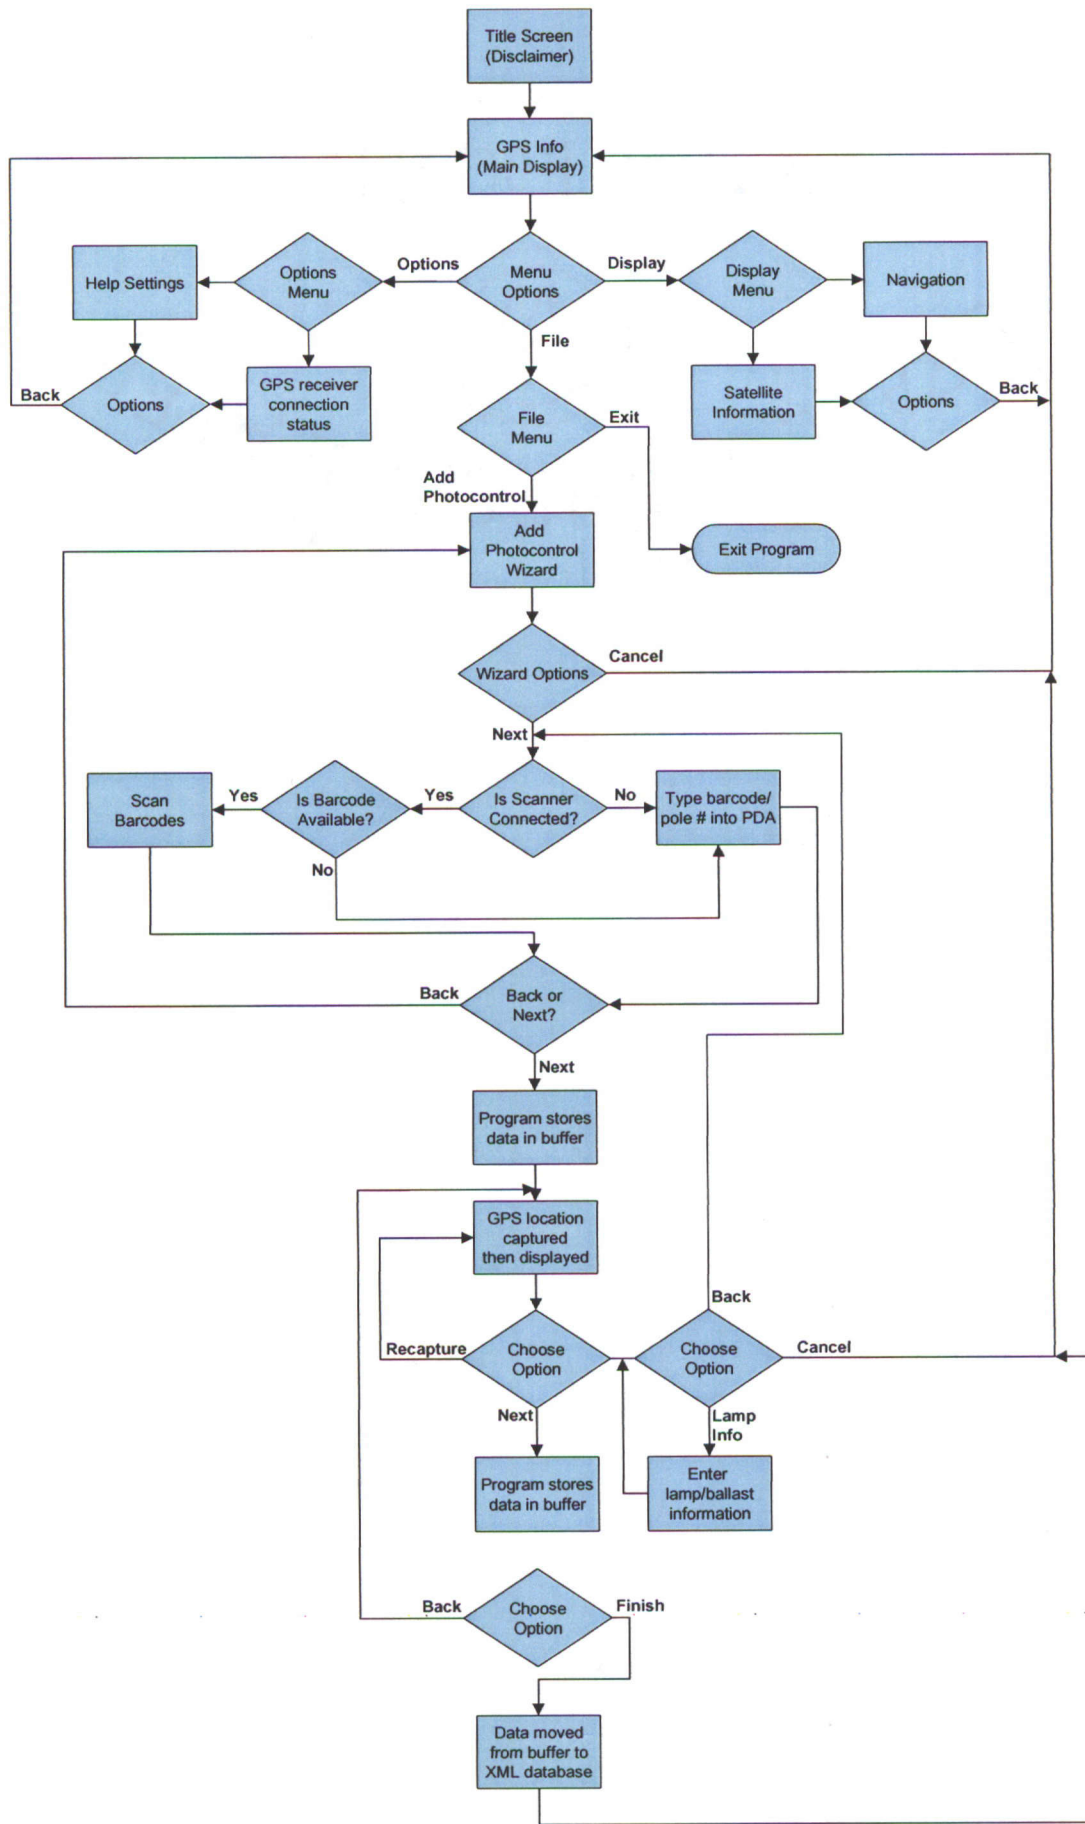 Title Screen
(Disclaimer)
GPS Info
(Main Display)
Help Settings
Options
Menu
Options
Menu
Options
Display
Display
Menu
Navigation
File
Back
Options
GPS receiver
connection
status
File
Menu
Exit
Satellite
Information
Options
Back
Add
Photocontrol
Add
Photocontrol
Wizard
Exit Program
Wizard Options
Cancel
Next
Scan
Barcodes
Yes
Is Barcode
Available?
Yes
Is Scanner
Connected?
No
Type barcode/
pole # into PDA
No
Back
Back or
Next?
Next
Program stores
data in buffer
GPS location
captured
then displayed
Back
Recapture
Choose
Option
Choose
Option
Cancel
Next
Lamp
Info
Program stores
data in buffer
Enter
lamp/ballast
information
Back
Choose
Option
Finish
Data moved
from buffer to
XML database